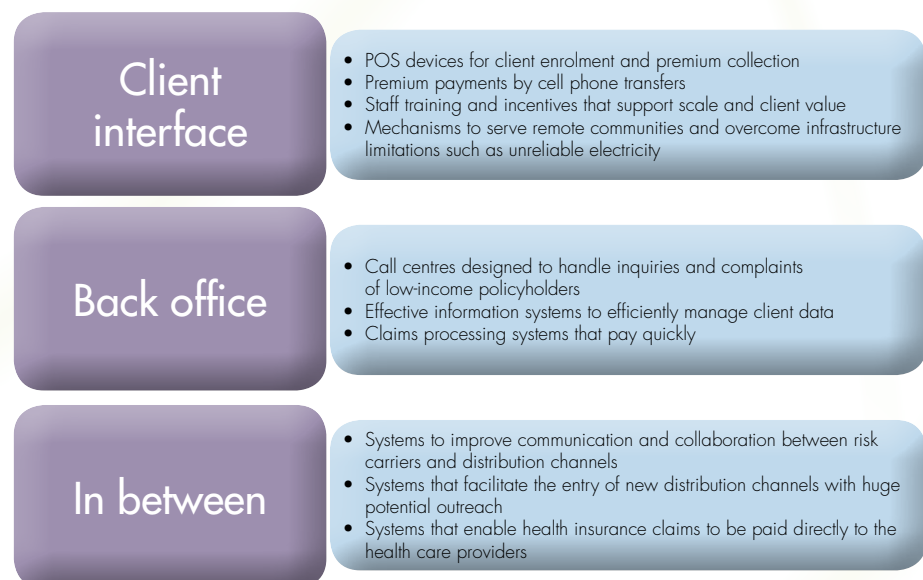 Client
interface
• POS devices for client enrolment and premium collection
• Premium payments by cell phone transfers
• Staff training and incentives that support scale and client value
• Mechanisms to serve remote communities and overcome infrastructure
limitations such as unreliable electricity
Back office
• Call centres designed to handle inquiries and complaints
of low-income policyholders
• Effective information systems to efficiently manage client data
• Claims processing systems that pay quickly
In between
• Systems to improve communication and collaboration between risk
carriers and distribution channels
• Systems that facilitate the entry of new distribution channels with huge
potential outreach
• Systems that enable health insurance claims to be paid directly to the
health care providers